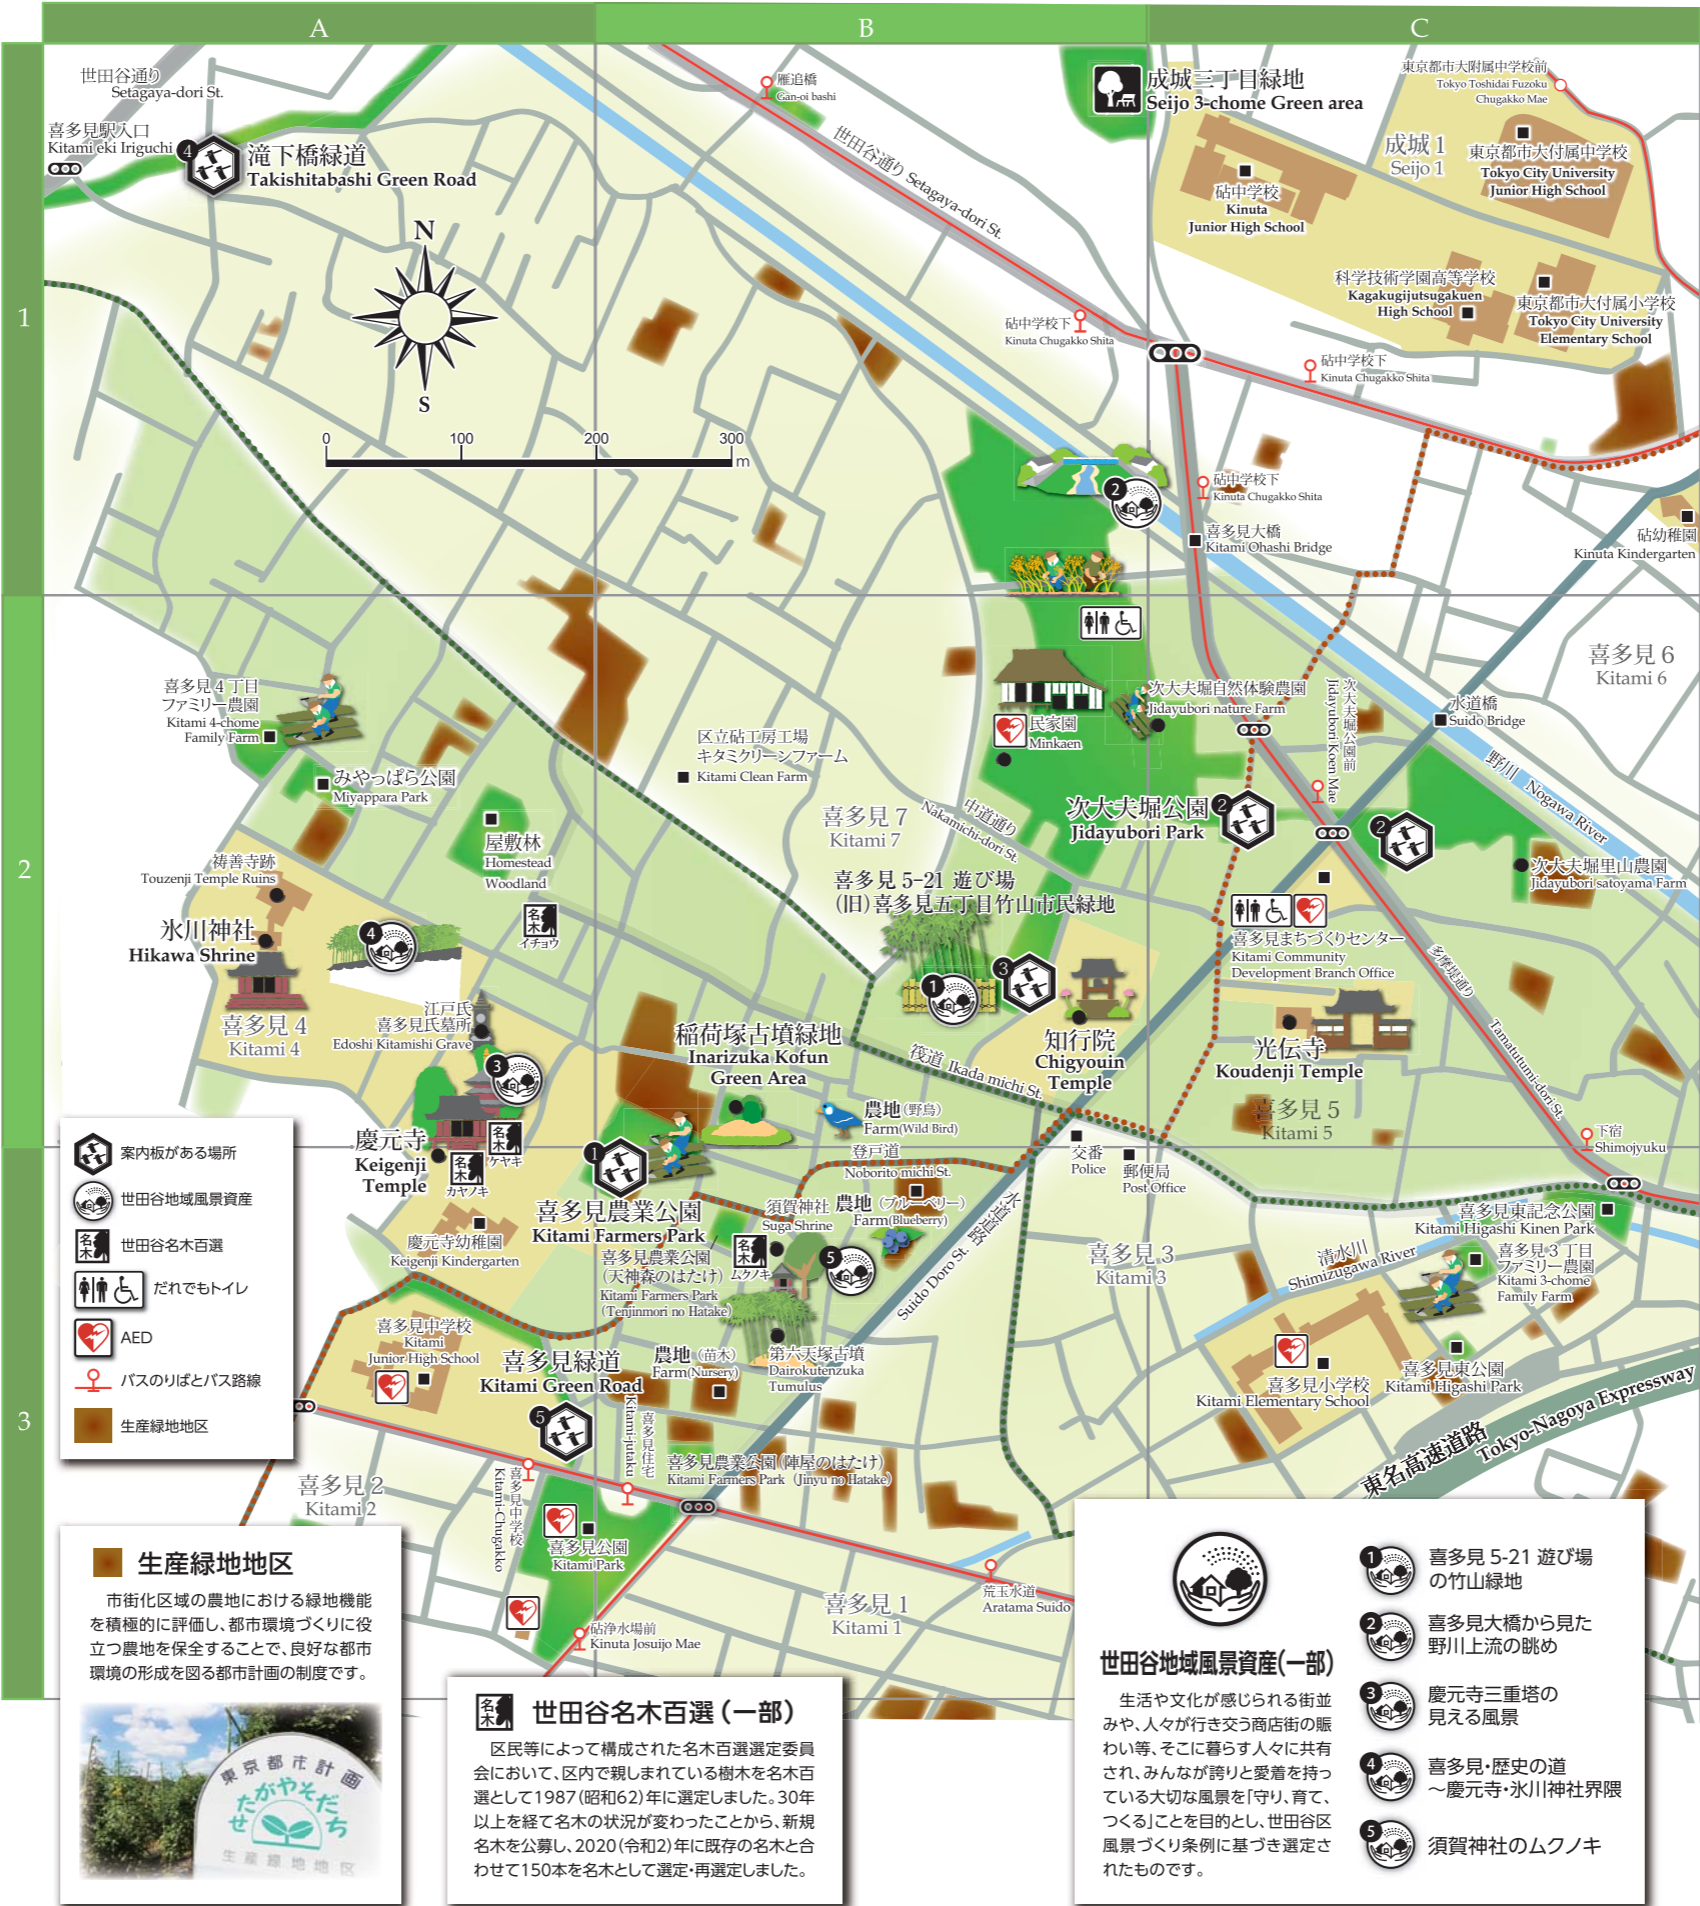 A
B
C
1
2
3
世田谷通り
Setagaya-dori St.
喜多見駅入口
Kitami eki Iriguchi
4
滝下橋緑道
Takishitabashi Green Road
N
S
0
100
200
300
m
雁追橋
Gan-oi bashi
世田谷通り Setagaya-dori St.
成城三丁目緑地
Seijo 3-chome Green area
東京都市大附属中学校前
Tokyo Toshidai Fuzoku
Chugakko Mae
成城 1
Seijo 1
東京都市大付属中学校
Tokyo City University
Junior High School
砧中学校
Kinuta
Junior High School
科学技術学園高等学校
Kagakugijutsugakuen
High School
東京都市大付属小学校
Tokyo City University
Elementary School
砧中学校下
Kinuta Chugakko Shita
砧中学校下
Kinuta Chugakko Shita
砧中学校下
Kinuta Chugakko Shita
2
喜多見大橋
Kitami Ohashi Bridge
砧幼稚園
Kinuta Kindergarten
喜多見 6
Kitami 6
水道橋
Suido Bridge
野川 Nogawa River
次大夫堀自然体験農園
Jidayubori nature Farm
次大夫堀公園前
Jidayubori Koen Mae
民家園
Minkaen
喜多見 4 丁目
ファミリー農園
Kitami 4-chome
Family Farm
みやっぱら公園
Miyappara Park
区立砧工房工場
キタミクリーンファーム
Kitami Clean Farm
喜多見 7
Kitami 7
中道通り
Nakamichi-dori St.
次大夫堀公園
Jidayubori Park
2
2
次大夫堀里山農園
Jidayubori satoyama Farm
屋敷林
Homestead
Woodland
祷善寺跡
Touzenji Temple Ruins
氷川神社
Hikawa Shrine
4
名木
イチョウ
喜多見 5-21 遊び場
(旧)喜多見五丁目竹山市民緑地
1
3
知行院
Chigyouin
Temple
喜多見まちづくりセンター
Kitami Community
Development Branch Office
多摩堤通り
Tamatutumi-dori St.
光伝寺
Koudenji Temple
喜多見 4
Kitami 4
江戸氏
喜多見氏墓所
Edoshi Kitamishi Grave
3
稲荷塚古墳緑地
Inarizuka Kofun
Green Area
筏道 Ikada michi St.
農地（野鳥）
Farm(Wild Bird)
喜多見 5
Kitami 5
下宿
Shimojyuku
慶元寺
Keigenji
Temple
名木
ケヤキ
名木
カヤノキ
1
喜多見農業公園
Kitami Farmers Park
登戸道
Noborito michi St.
交番
Police
郵便局
Post Office
慶元寺幼稚園
Keigenji Kindergarten
須賀神社
Suga Shrine
農地（ブルーベリー）
Farm(Blueberry)
喜多見農業公園
(天神森のはたけ)
Kitami Farmers Park
(Tenjinmori no Hatake)
名木
ムクノキ
5
水道道路
Suido Doro St.
喜多見 3
Kitami 3
喜多見東記念公園
Kitami Higashi Kinen Park
清水川
Shimizugawa River
喜多見 3 丁目
ファミリー農園
Kitami 3-chome
Family Farm
喜多見中学校
Kitami
Junior High School
喜多見緑道
Kitami Green Road
5
農地（苗木）
Farm(Nursery)
第六天塚古墳
Dairokutenzuka
Tumulus
喜多見小学校
Kitami Elementary School
喜多見東公園
Kitami Higashi Park
東名高速道路 Tokyo-Nagoya Expressway
喜多見住宅
Kitami-jutaku
喜多見中学校
Kitami-Chugakko
喜多見農業公園(陣屋のはたけ)
Kitami Farmers Park (Jinyu no Hatake)
喜多見 2
Kitami 2
喜多見公園
Kitami Park
砧浄水場前
Kinuta Josuijo Mae
喜多見 1
Kitami 1
荒玉水道
Aratama Suido
案内板がある場所
世田谷地域風景資産
名木
世田谷名木百選
だれでもトイレ
AED
バスのりばとバス路線
生産緑地地区
生産緑地地区
市街化区域の農地における緑地機能
を積極的に評価し、都市環境づくりに役
立つ農地を保全することで、良好な都市
環境の形成を図る都市計画の制度です。
東京都市計画
せたがやそだち
生産緑地地区
名木
世田谷名木百選（一部）
区民等によって構成された名木百選選定委員
会において、区内で親しまれている樹木を名木百
選として1987(昭和62)年に選定しました。30年
以上を経て名木の状況が変わったことから、新規
名木を公募し、2020(令和2)年に既存の名木と合
わせて150本を名木として選定・再選定しました。
世田谷地域風景資産(一部)
生活や文化が感じられる街並
みや、人々が行き交う商店街の賑
わい等、そこに暮らす人々に共有
され、みんなが誇りと愛着を持っ
ている大切な風景を「守り、育て、
つくる」ことを目的とし、世田谷区
風景づくり条例に基づき選定さ
れたものです。
1
喜多見 5-21 遊び場
の竹山緑地
2
喜多見大橋から見た
野川上流の眺め
3
慶元寺三重塔の
見える風景
4
喜多見・歴史の道
～慶元寺・氷川神社界隈
5
須賀神社のムクノキ